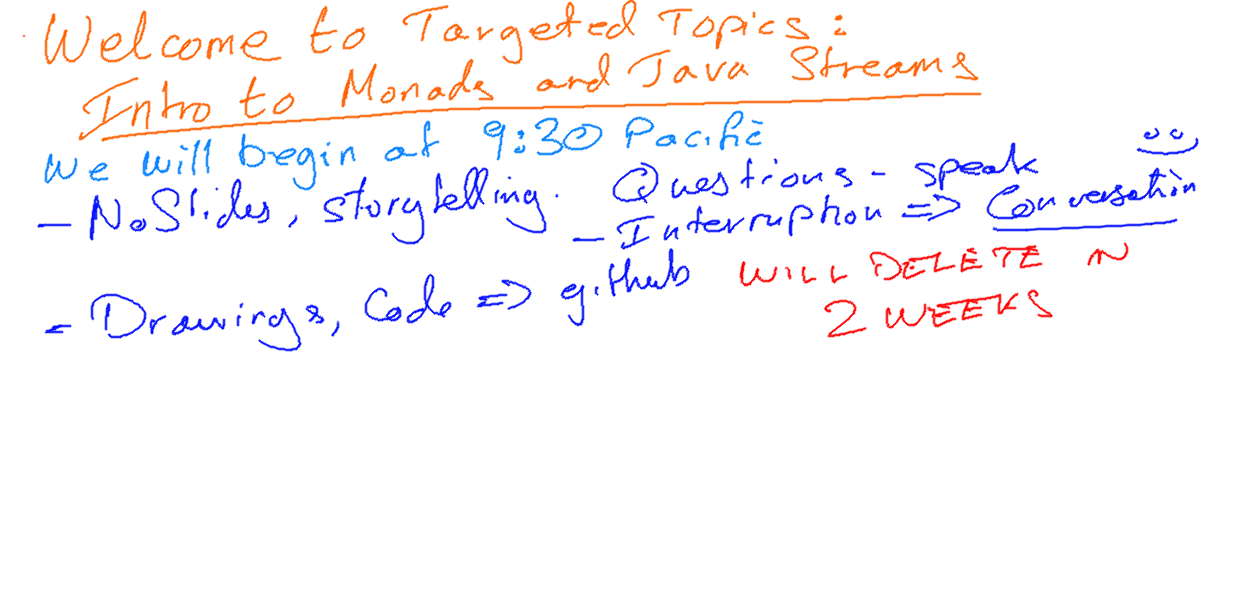 Welcome to Targeted Topics:
Intro to Monads and Java Streams
We will begin at 9:30 Pacific
- No Slides, storytelling. Questions - speak
- Interruption => Conversation
- Drawings, Code => github
WILL DELETE IN
2 WEEKS